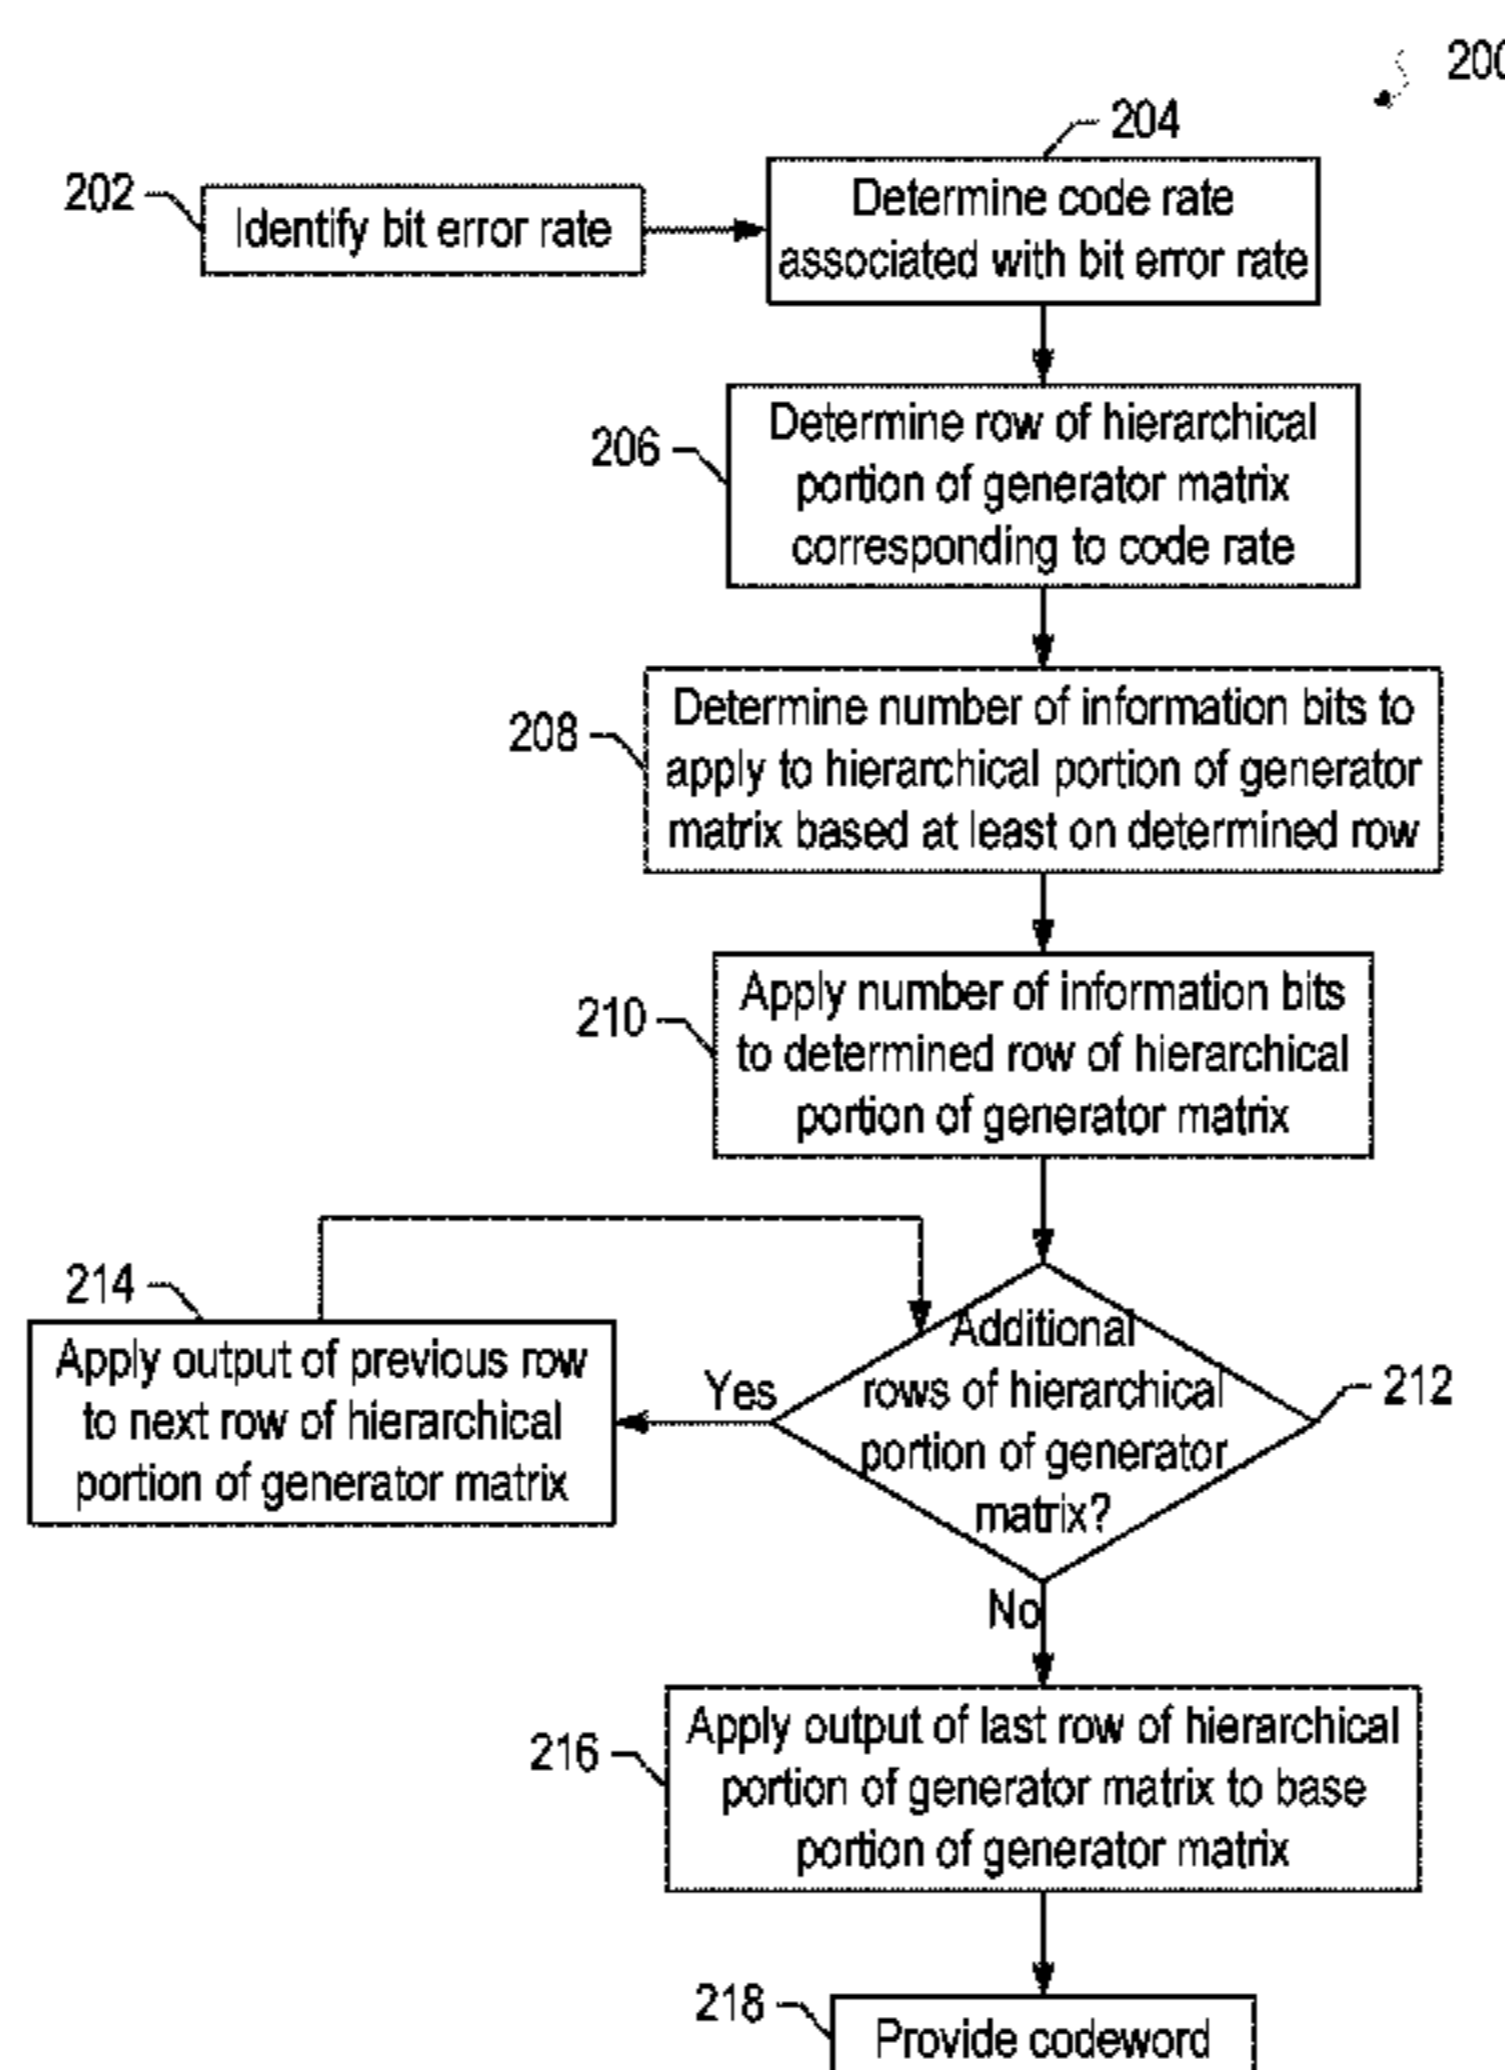 200
204
202
Identify bit error rate
Determine code rate
associated with bit error rate
206
Determine row of hierarchical
portion of generator matrix
corresponding to code rate
208
Determine number of information bits to
apply to hierarchical portion of generator
matrix based at least on determined row
210
Apply number of information bits
to determined row of hierarchical
portion of generator matrix
214
Apply output of previous row
to next row of hierarchical
portion of generator matrix
Yes
Additional
rows of hierarchical
portion of generator
matrix?
212
No
216
Apply output of last row of hierarchical
portion of generator matrix to base
portion of generator matrix
218
Provide codeword